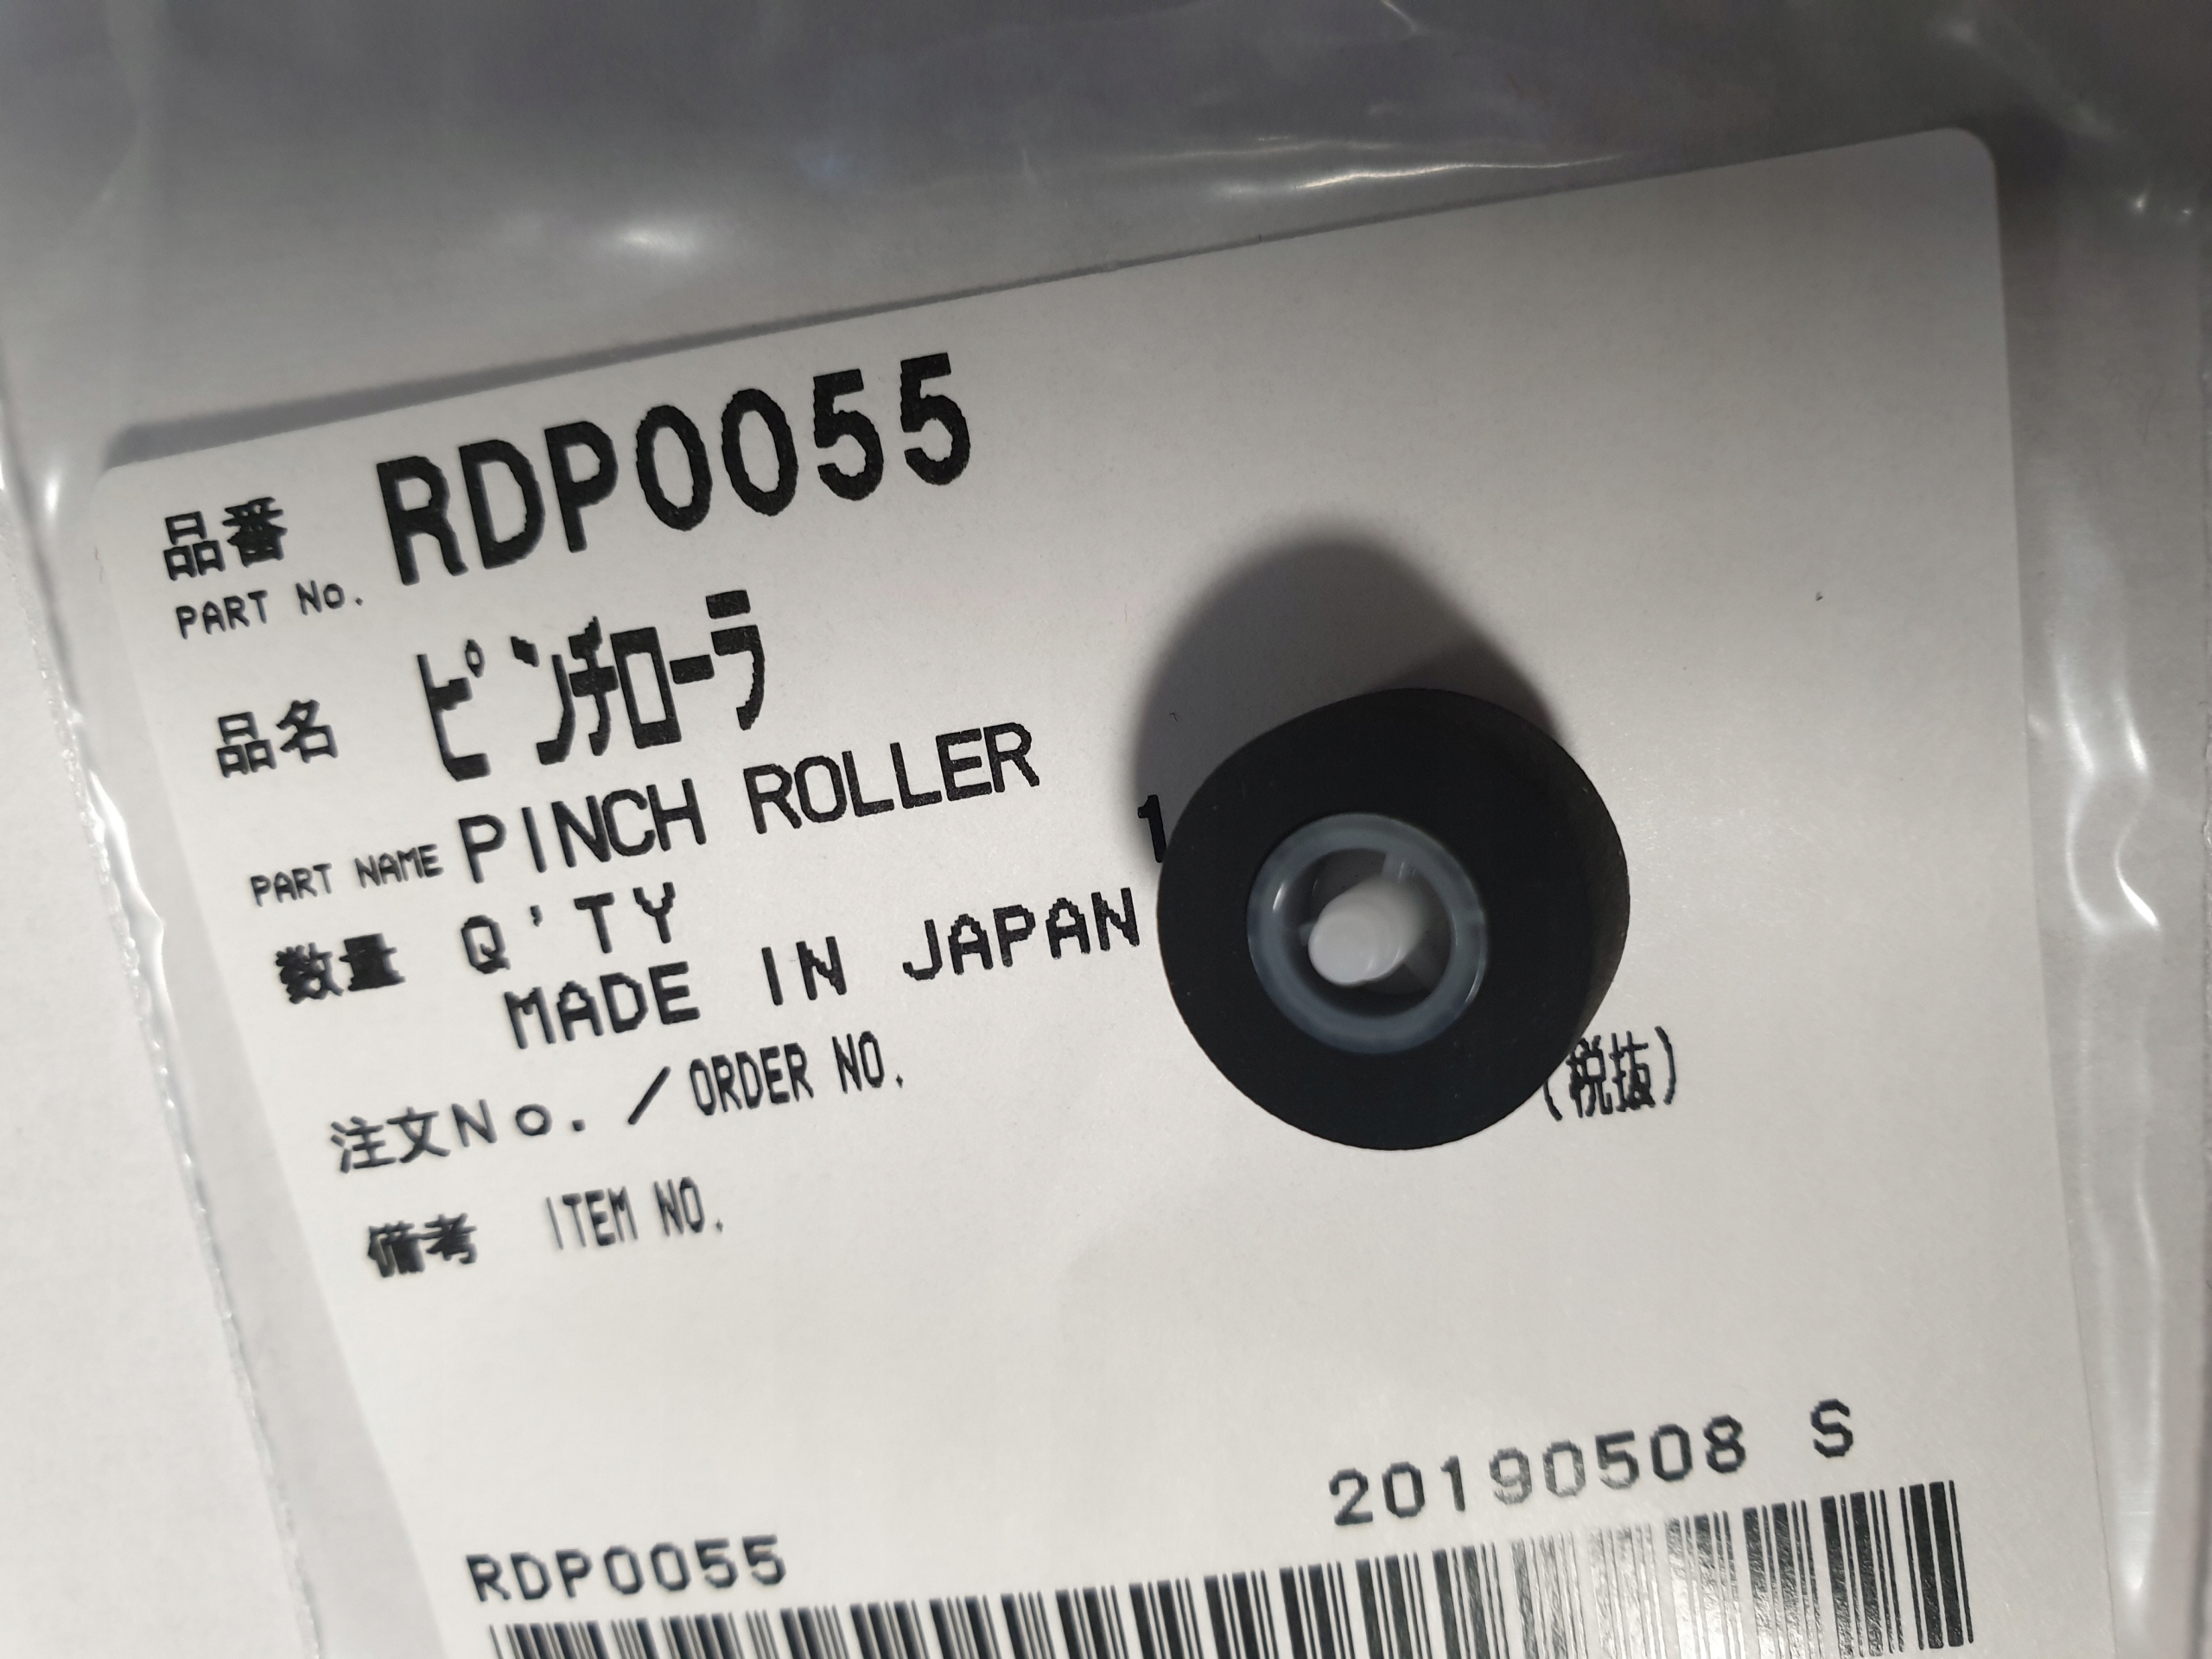 品番 RDP0055
PART No.
品名 ピンチローラ
PART NAME PINCH ROLLER
数量 Q'TY 1
MADE IN JAPAN
注文No. / ORDER NO.
(税抜)
備考 ITEM NO.
20190508 S
RDP0055